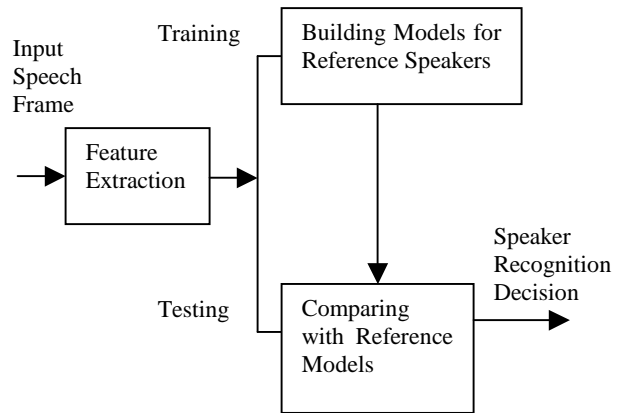 Training
Building Models for
Reference Speakers
Input
Speech
Frame
Feature
Extraction
Speaker
Recognition
Decision
Testing
Comparing
with Reference
Models